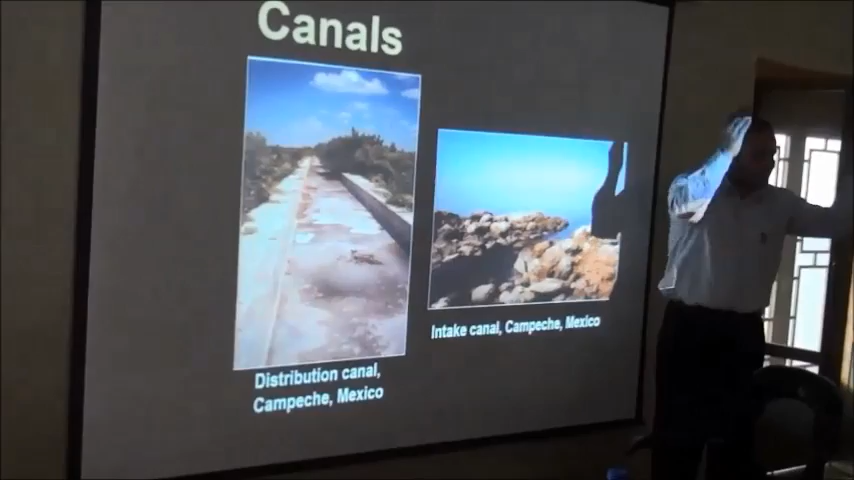 Canals
Distribution canal,
Campeche, Mexico
Intake canal, Campeche, Mexico